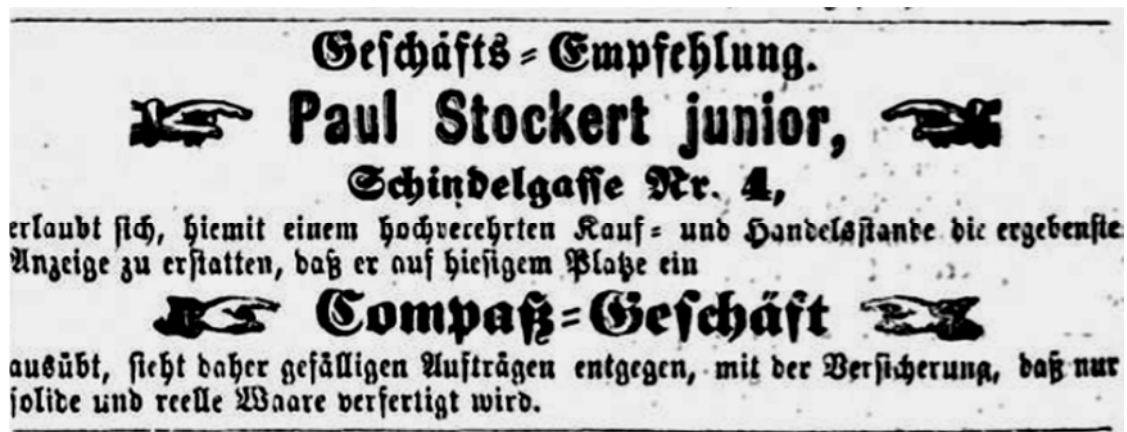 Geschäfts=Empfehlung.
Paul Stockert junior,
Schindelgasse Nr. 4,
erlaubt sich, hiemit einem hochverehrten Kauf= und Handelsstande die ergebenste
Anzeige zu erstatten, daß er auf hiesigem Platze ein
Compaß=Geschäft
ausübt, sieht daher gefälligen Aufträgen entgegen, mit der Versicherung, daß nur
solide und reelle Waare verfertigt wird.